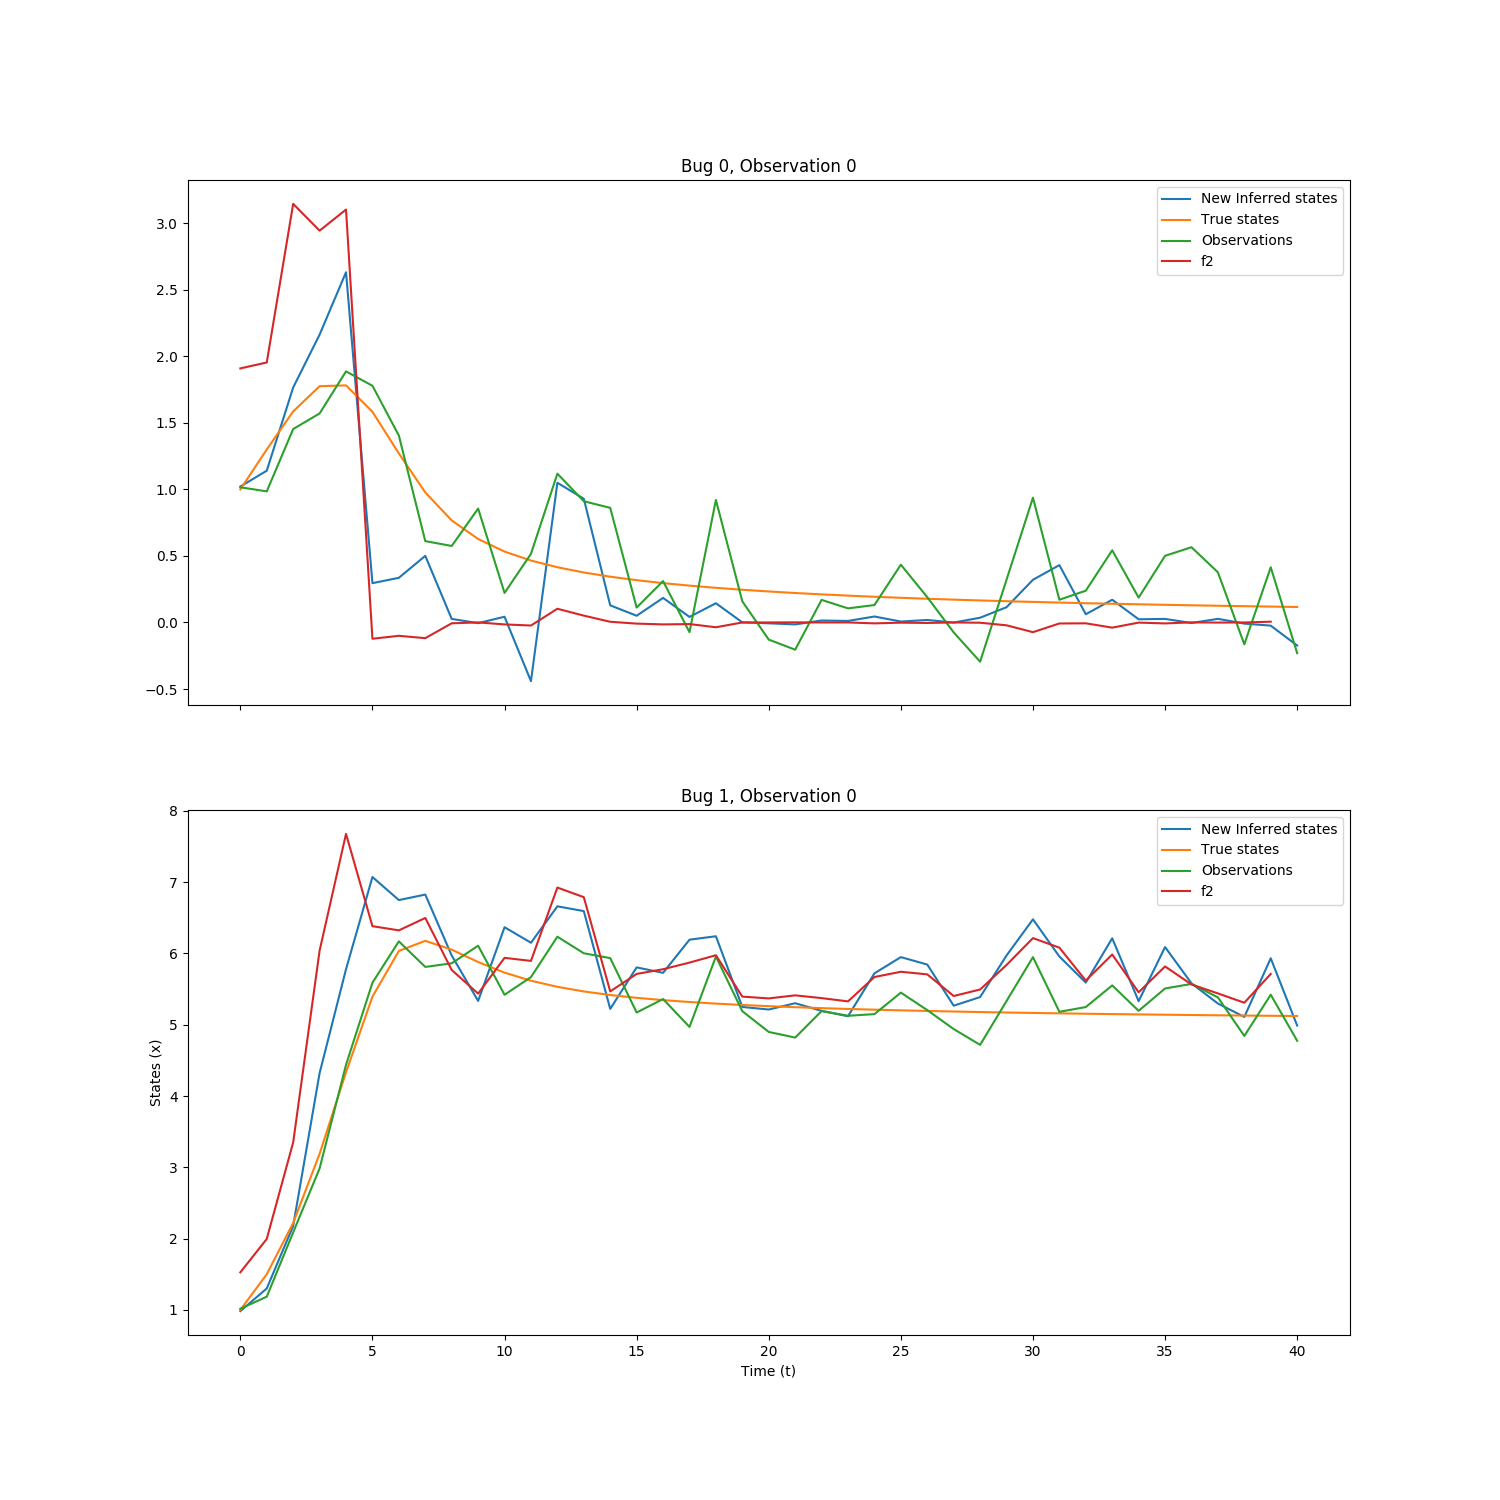 Bug 0, Observation 0
New Inferred states
True states
Observations
f2
3.0
2.5
2.0
1.5
1.0
0.5
0.0
−0.5
Bug 1, Observation 0
New Inferred states
True states
Observations
f2
8
7
6
5
4
3
2
1
States (x)
0 5 10 15 20 25 30 35 40
Time (t)